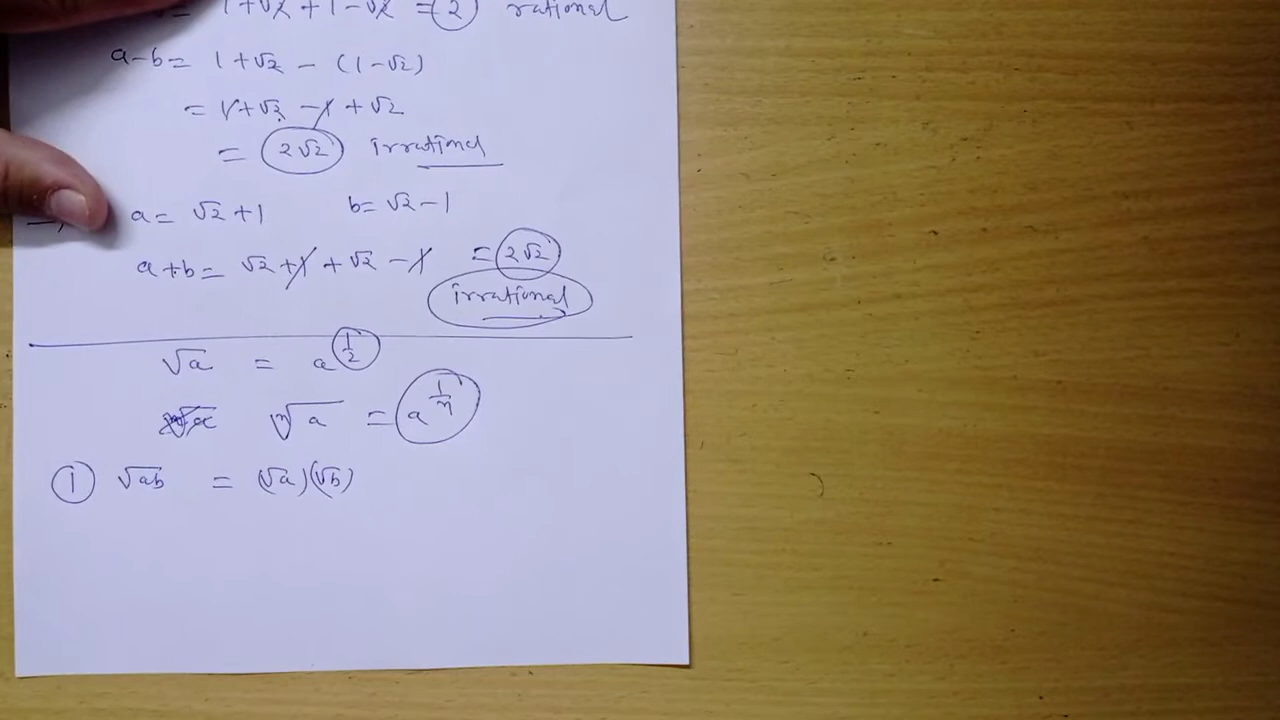 = 1+√2 + 1-√2 = 2 rational
a-b = 1+√2 - (1-√2)
= 1+√2 -1 + √2
= 2√2 irrational
a = √2+1 b = √2-1
a+b = √2+1 + √2-1 = 2√2
irrational
√a = a^(1/2)
ⁿ√a = a^(1/n)
① √ab = (√a)(√b)